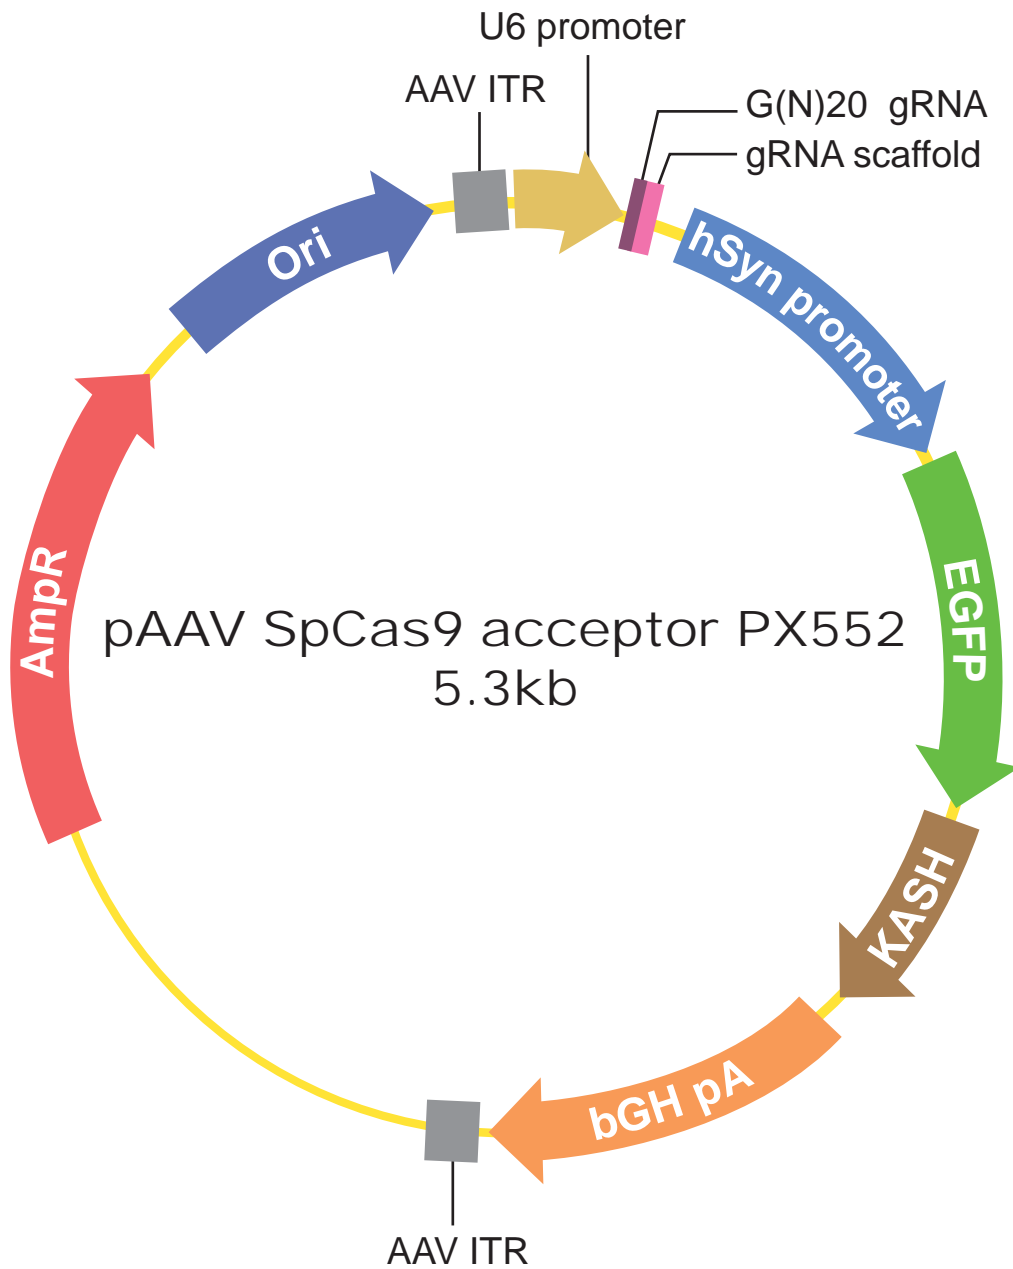 U6 promoter
AAV ITR
G(N)20 gRNA
gRNA scaffold
Ori
hSyn promoter
AmpR
EGFP
pAAV SpCas9 acceptor PX552
5.3kb
KASH
bGH pA
AAV ITR